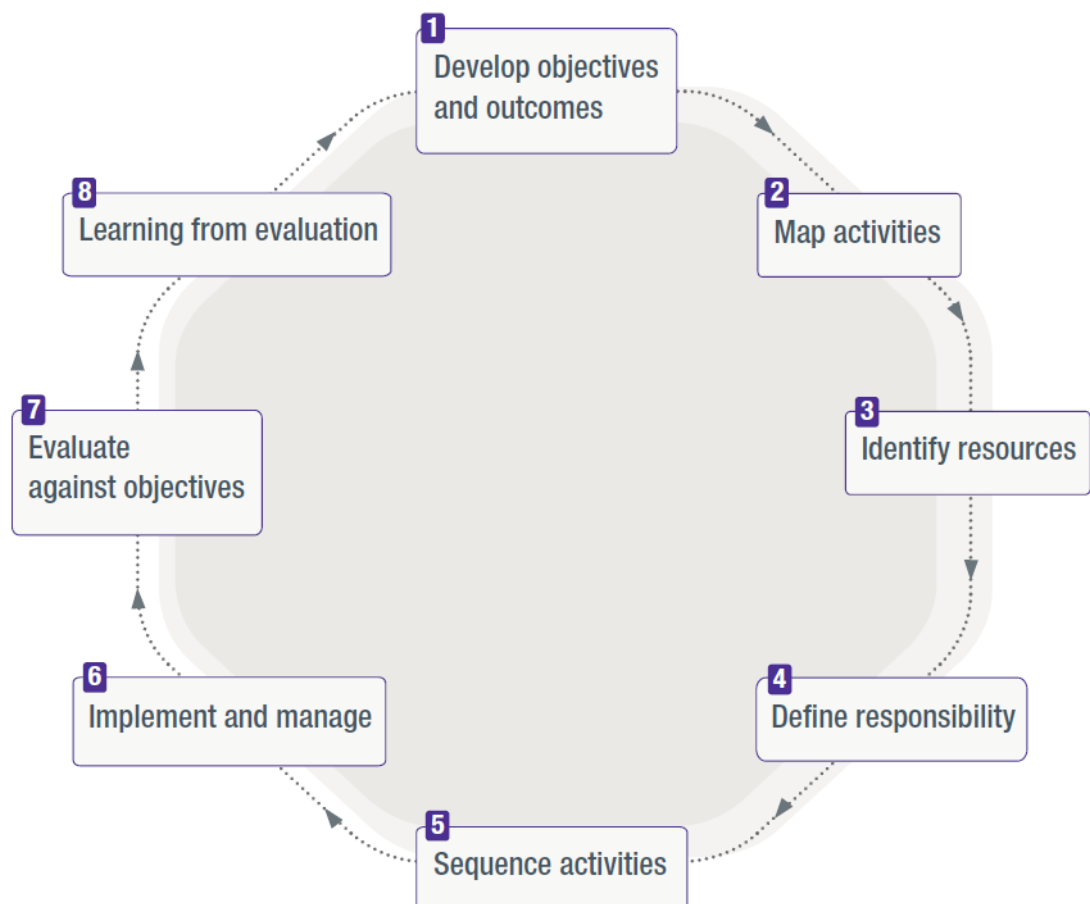 1
Develop objectives
and outcomes
2
Map activities
3
Identify resources
4
Define responsibility
5
Sequence activities
6
Implement and manage
7
Evaluate
against objectives
8
Learning from evaluation